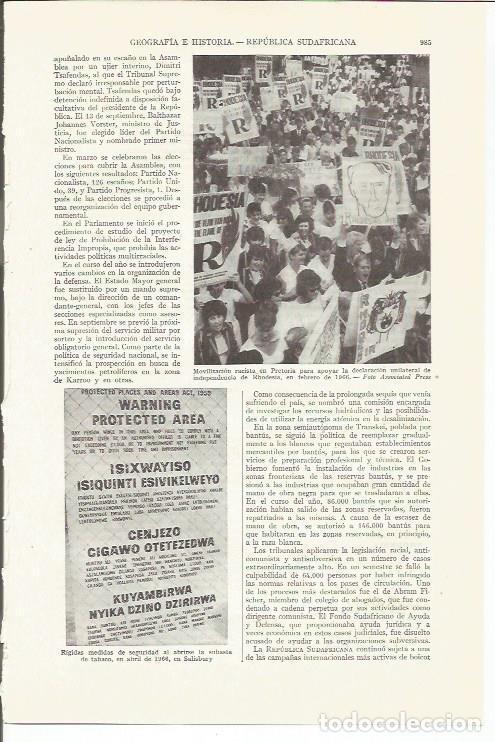 GEOGRAFÍA E HISTORIA.— REPÚBLICA SUDAFRICANA 985
apuñalado en su escaño en la Asam-
blea por un ujier interino, Dimitri
Tsafendas, al que el Tribunal Supre-
mo declaró irresponsable por pertur-
bación mental. Tsafendas quedó bajo
detención indefinida a disposición fa-
cultativa del presidente de la Repú-
blica. El 13 de septiembre, Balthazar
Johannes Vorster, ministro de Jus-
ticia, fue elegido líder del Partido
Nacionalista y nombrado primer mi-
nistro.
En marzo se celebraron las elec-
ciones para cubrir la Asamblea, con
los siguientes resultados: Partido Na-
cionalista, 126 escaños; Partido Uni-
do, 39, y Partido Progresista, 1. Des-
pués de las elecciones se procedió a
una reorganización del equipo guber-
namental.
En el Parlamento se inició el pro-
cedimiento de estudio del proyecto
de ley de Prohibición de la Interfe-
rencia Impropia, que prohibía las ac-
tividades políticas multirraciales.
En el curso del año se introdujeron
varios cambios en la organización de
la defensa. El Estado Mayor general
fue sustituido por un mando supre-
mo, bajo la dirección de un coman-
dante-general, con los jefes de las
secciones especializadas como aseso-
res. En septiembre se previó la próxi-
ma supresión del servicio militar por
sorteo y la introducción del servicio
obligatorio general. Como parte de la
política de seguridad nacional, se in-
tensificó la prospección en busca de
yacimientos petrolíferos en la zona
de Karroo y en otras.
RHODESIA
R
HODESIA
R
Movilización racista en Pretoria para apoyar la declaración unilateral de
independencia de Rhodesia, en febrero de 1966. — Foto Associated Press
PROTECTED PLACES AND AREAS ACT, 1959
WARNING
PROTECTED AREA
ISIXWAYISO
ISIQUINTI ESIVIKELWEYO
CENJEZO
CIGAWO OTETEZEDWA
KUYAMBIRWA
NYIKA DZINO DZIRIRWA
Rígidas medidas de seguridad al abrirse la subasta
de tabaco, en abril de 1966, en Salisbury
Como consecuencia de la prolongada sequía que venía
sufriendo el país, se nombró una comisión encargada
de investigar los recursos hidráulicos y las posibilida-
des de utilizar la energía atómica en la desalinización.
En la zona semiautónoma de Transkei, poblada por
bantús, se siguió la política de reemplazar gradual-
mente a los blancos que regentaban establecimientos
mercantiles por bantús, para los que se crearon ser-
vicios de preparación profesional y técnica. El Go-
bierno fomentó la instalación de industrias en las
zonas fronterizas de las reservas bantús, y se pre-
sionó a las industrias que ocupaban gran cantidad de
mano de obra negra para que se trasladaran a ellas.
En el curso del año, 86.000 bantús que sin autori-
zación habían salido de las zonas reservadas, fueron
repatriados a las mismas. A causa de la escasez de
mano de obra, se autorizó a 146.000 bantús para
que habitaran en las zonas reservadas, en principio,
a la raza blanca.
Los tribunales aplicaron la legislación racial, anti-
comunista y antisubversiva en un número de casos
extraordinariamente alto. En un semestre se falló la
culpabilidad de 64.000 personas por haber infringido
las normas relativas a los pases de circulación. Uno
de los procesos más destacados fue el de Abram Fi-
scher, miembro del colegio de abogados, que fue con-
denado a cadena perpetua por sus actividades como
dirigente comunista. El Fondo Sudafricano de Ayuda
y Defensa, que proporcionaba ayuda jurídica y a
veces económica en estos casos judiciales, fue disuelto
acusado de ayudar a las organizaciones subversivas.
La REPÚBLICA SUDAFRICANA continuó sujeta a una
de las campañas internacionales más activas de boicot
todocoleccion.net